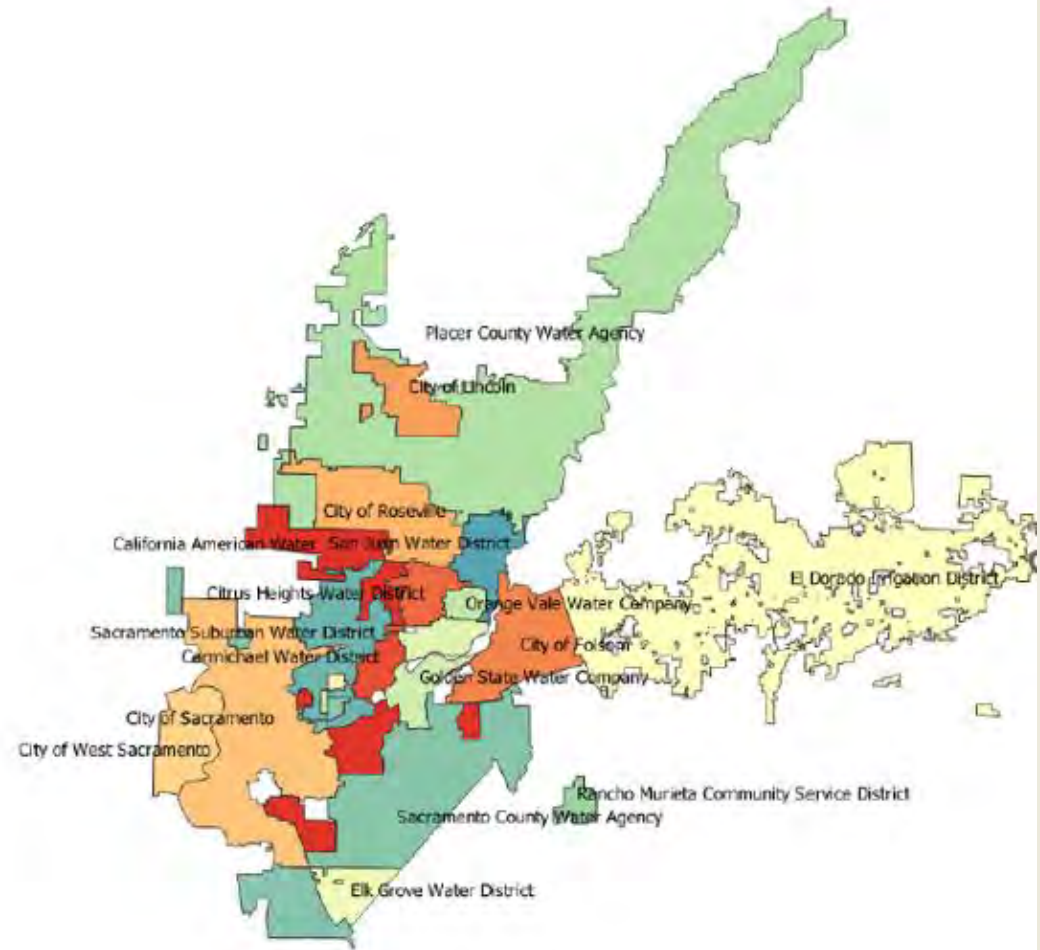 Placer County Water Agency
City of Lincoln
City of Roseville
California American Water
San Juan Water District
El Dorado Irrigation District
Citrus Heights Water District
Orange Vale Water Company
Sacramento Suburban Water District
City of Folsom
Carmichael Water District
Golden State Water Company
City of Sacramento
City of West Sacramento
Rancho Murieta Community Service District
Sacramento County Water Agency
Elk Grove Water District